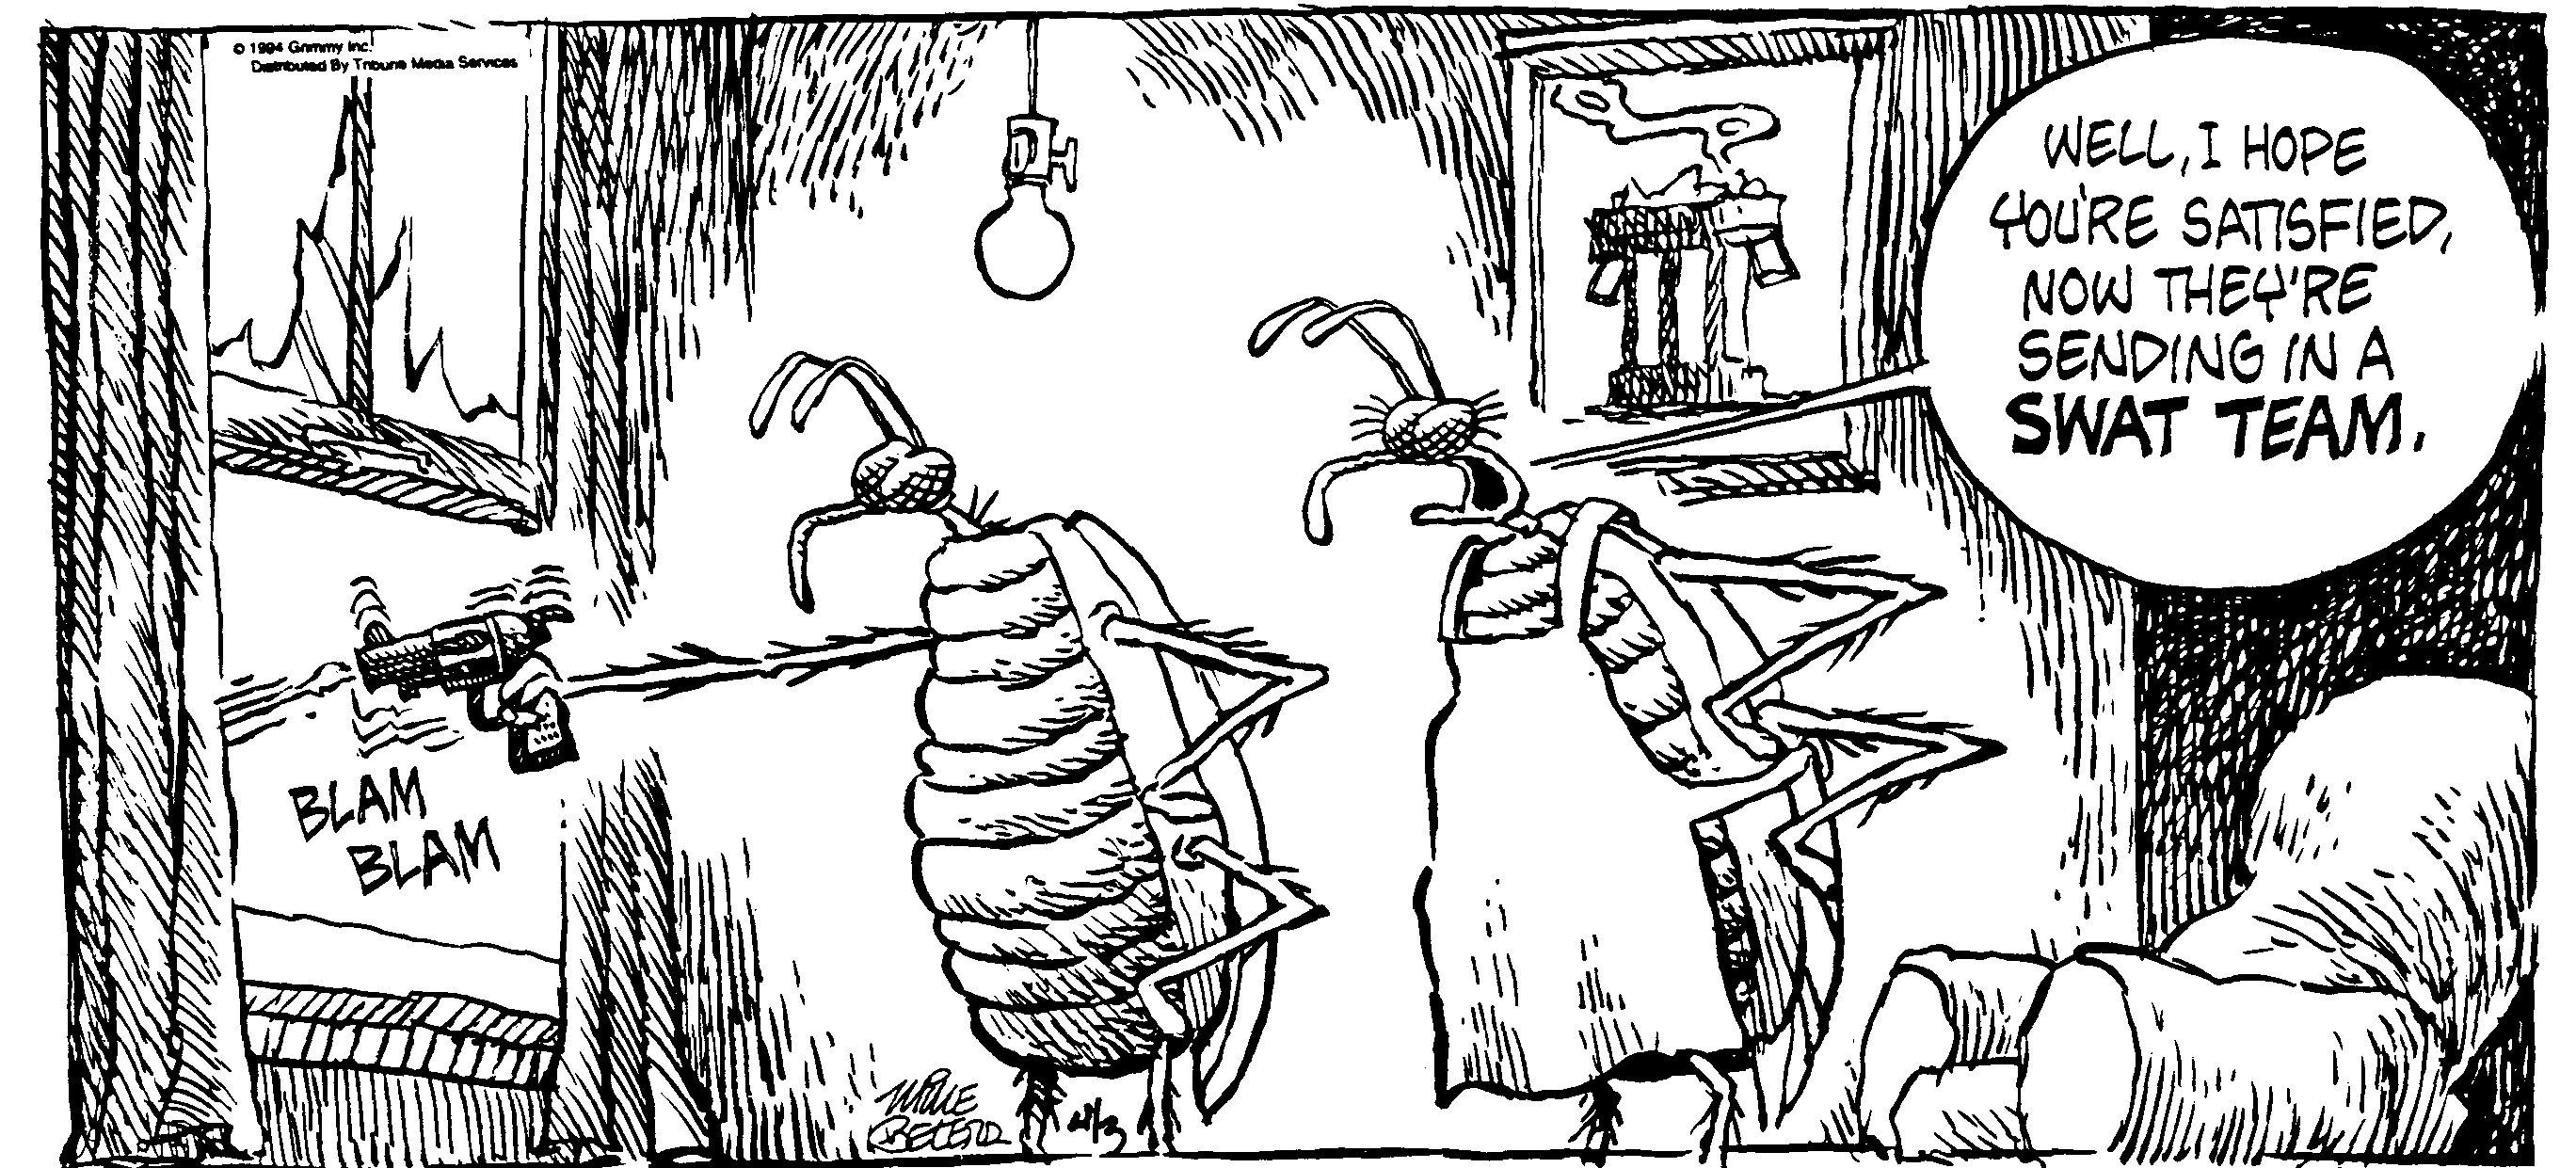 © 1994 Grimmy Inc.
Distributed By Tribune Media Services
WELL, I HOPE
YOU'RE SATISFIED,
NOW THEY'RE
SENDING IN A
SWAT TEAM.
BLAM
BLAM
MIKE
PETERS